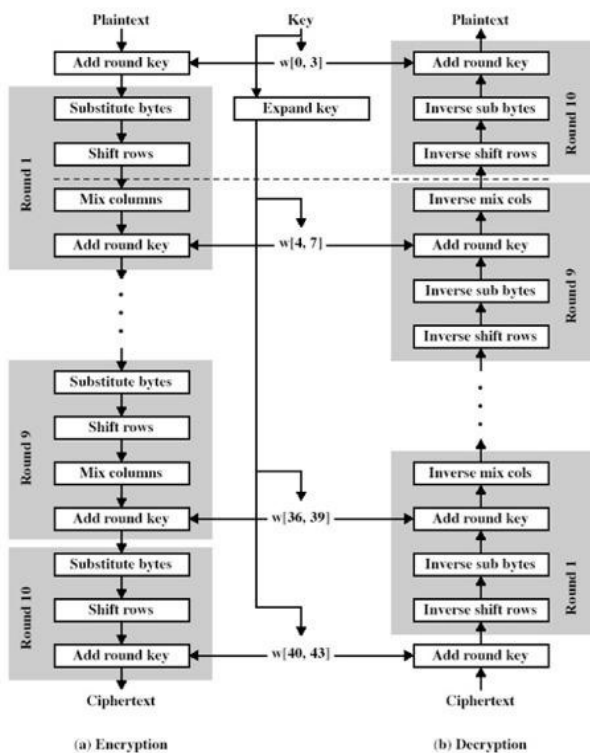 Plaintext
Key
Plaintext
Add round key
w[0, 3]
Add round key
Substitute bytes
Expand key
Inverse sub bytes
Round 10
Shift rows
Inverse shift rows
Round 1
Mix columns
Inverse mix cols
Add round key
w[4, 7]
Add round key
Round 9
Inverse sub bytes
Inverse shift rows
Substitute bytes
Round 9
Shift rows
Mix columns
Inverse mix cols
Add round key
w[36, 39]
Add round key
Substitute bytes
Inverse sub bytes
Round 1
Round 10
Shift rows
Inverse shift rows
Add round key
w[40, 43]
Add round key
Ciphertext
Ciphertext
(a) Encryption
(b) Decryption